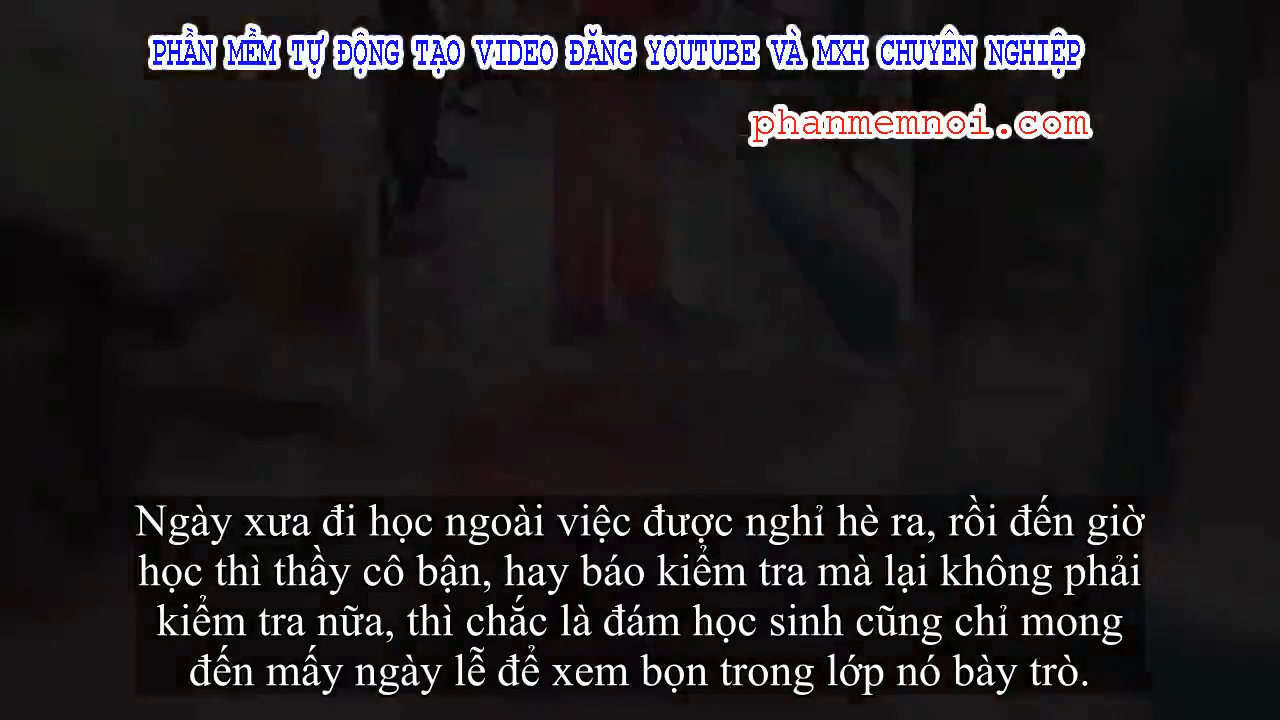 PHẦN MỀM TỰ ĐỘNG TẠO VIDEO ĐĂNG YOUTUBE VÀ MXH CHUYÊN NGHIỆP
phanmemnoi.com
Ngày xưa đi học ngoài việc được nghỉ hè ra, rồi đến giờ
học thì thầy cô bận, hay báo kiểm tra mà lại không phải
kiểm tra nữa, thì chắc là đám học sinh cũng chỉ mong
đến mấy ngày lễ để xem bọn trong lớp nó bày trò.